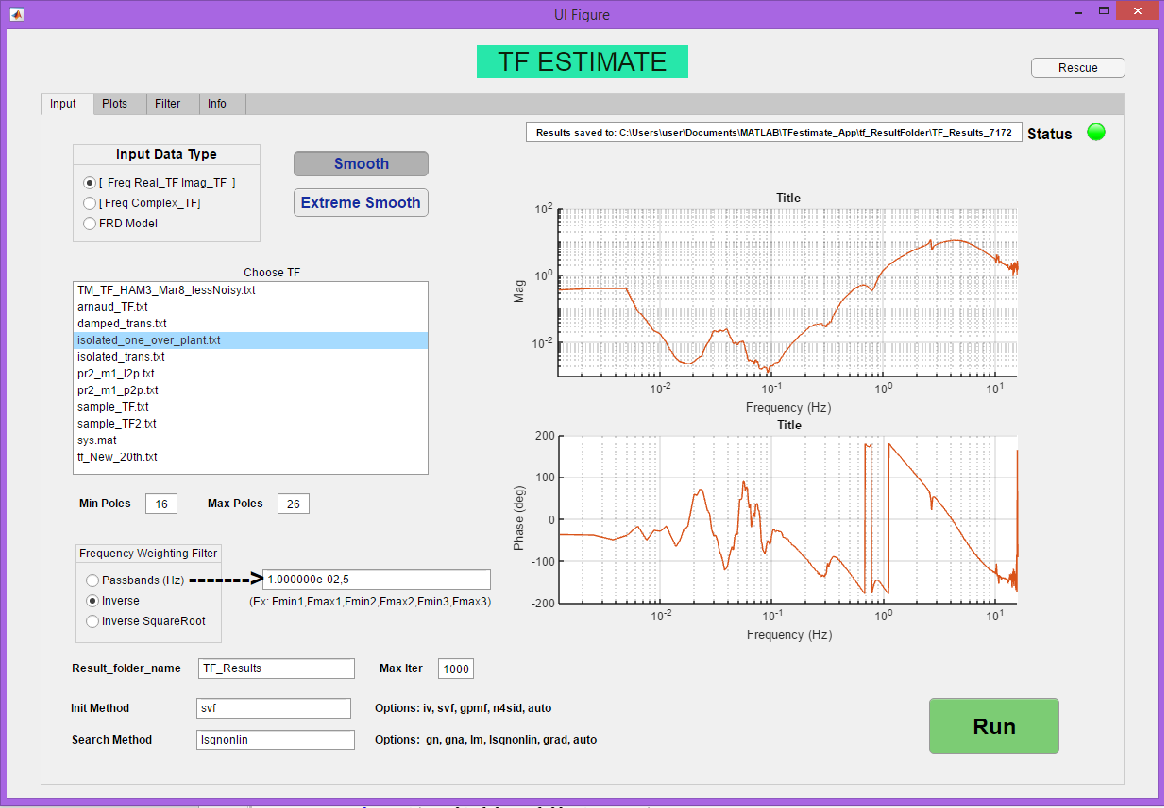 UI Figure
TF ESTIMATE
Rescue
Input Plots Filter Info
Results saved to: C:\Users\user\Documents\MATLAB\TFestimate_App\tf_ResultFolder\TF_Results_7172 Status
Input Data Type
[ Freq Real_TF Imag_TF ]
[ Freq Complex_TF]
FRD Model
Smooth
Extreme Smooth
Choose TF
TM_TF_HAM3_Mar8_lessNoisy.txt
arnaud_TF.txt
damped_trans.txt
isolated_one_over_plant.txt
isolated_trans.txt
pr2_m1_l2p.txt
pr2_m1_p2p.txt
sample_TF.txt
sample_TF2.txt
sys.mat
tf_New_20th.txt
Min Poles 16 Max Poles 26
Frequency Weighting Filter
Passbands (Hz) --------> 1.000000e-02,5
(Ex: Fmin1,Fmax1,Fmin2,Fmax2,Fmin3,Fmax3)
Inverse
Inverse SquareRoot
Result_folder_name TF_Results Max Iter 1000
Init Method svf Options: iv, svf, gpmf, n4sid, auto
Search Method lsqnonlin Options: gn, gna, lm, lsqnonlin, grad, auto
Title
Mag
10^2
10^0
10^-2
10^-2 10^-1 10^0 10^1
Frequency (Hz)
Title
Phase (deg)
200
100
0
-100
-200
10^-2 10^-1 10^0 10^1
Frequency (Hz)
Run